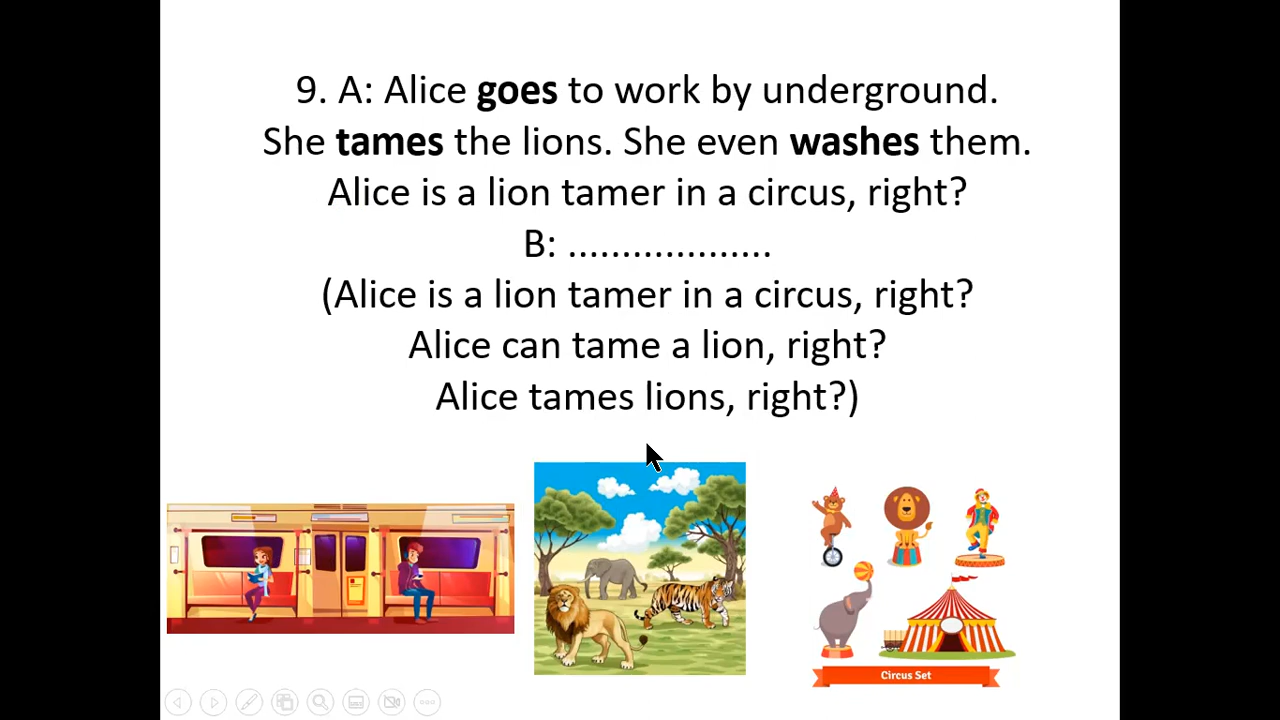 9. A: Alice goes to work by underground.
She tames the lions. She even washes them.
Alice is a lion tamer in a circus, right?
B: ...................
(Alice is a lion tamer in a circus, right?
Alice can tame a lion, right?
Alice tames lions, right?)
Circus Set